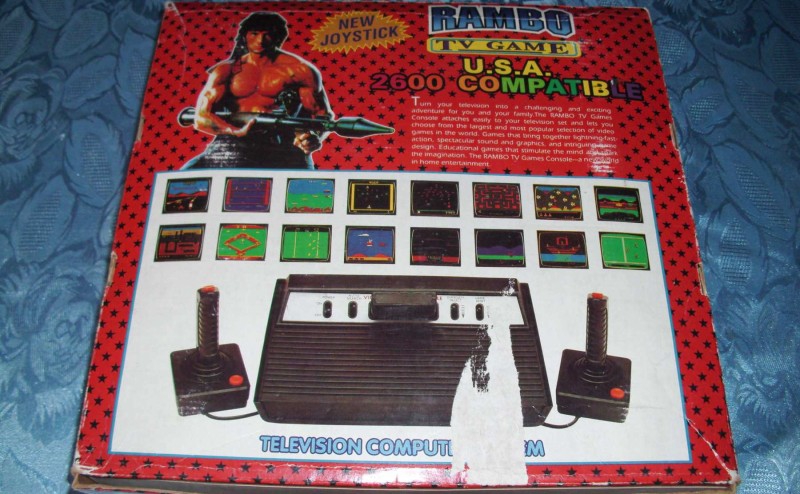 NEW
JOYSTICK
RAMBO
TV GAME
U.S.A.
2600 COMPATIBLE
Turn your television into a challenging and exciting
adventure for you and your family. The RAMBO TV Games
Console attaches easily to your television set and lets you
choose from the largest and most popular selection of video
games in the world. Games that bring together lightning-fast
action, spectacular sound and graphics, and intriguing game
design. Educational games that stimulate the mind
the imagination. The RAMBO TV Games Console—a new
in home entertainment.
TELEVISION COMPUT